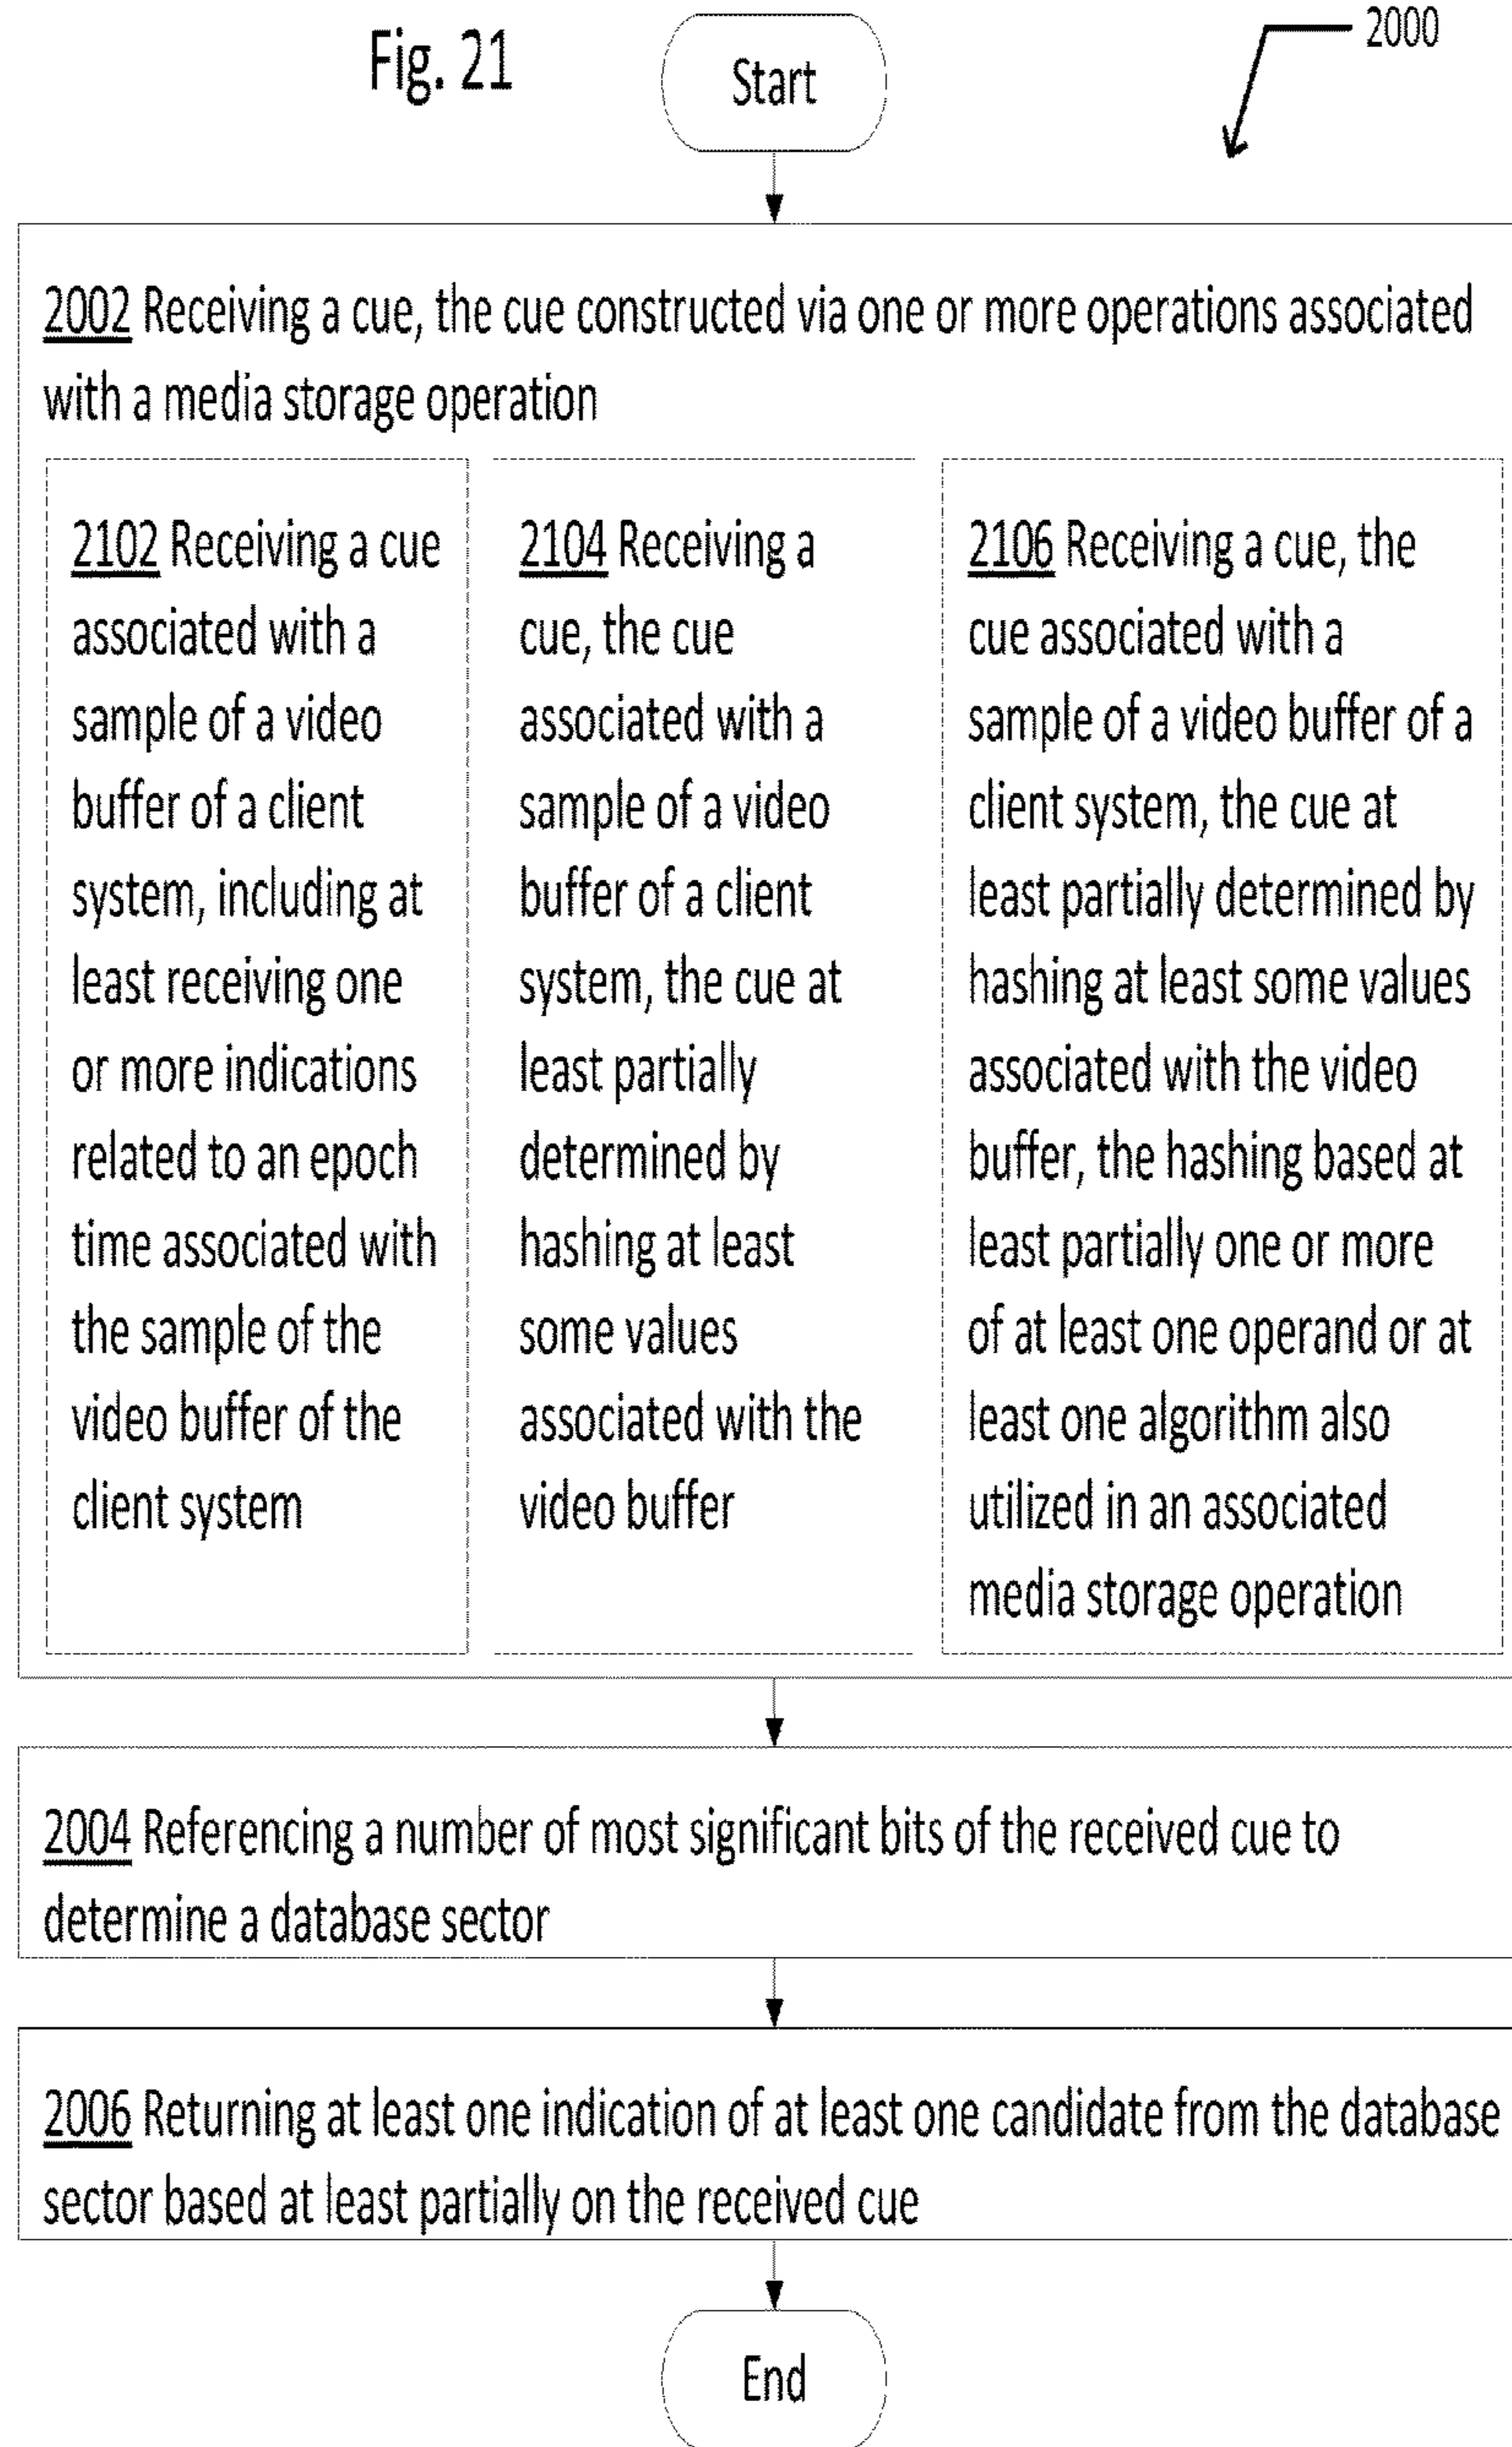 Fig. 21
Start
2000
2002 Receiving a cue, the cue constructed via one or more operations associated
with a media storage operation
2102 Receiving a cue
associated with a
sample of a video
buffer of a client
system, including at
least receiving one
or more indications
related to an epoch
time associated with
the sample of the
video buffer of the
client system
2104 Receiving a
cue, the cue
associated with a
sample of a video
buffer of a client
system, the cue at
least partially
determined by
hashing at least
some values
associated with the
video buffer
2106 Receiving a cue, the
cue associated with a
sample of a video buffer of a
client system, the cue at
least partially determined by
hashing at least some values
associated with the video
buffer, the hashing based at
least partially one or more
of at least one operand or at
least one algorithm also
utilized in an associated
media storage operation
2004 Referencing a number of most significant bits of the received cue to
determine a database sector
2006 Returning at least one indication of at least one candidate from the database
sector based at least partially on the received cue
End